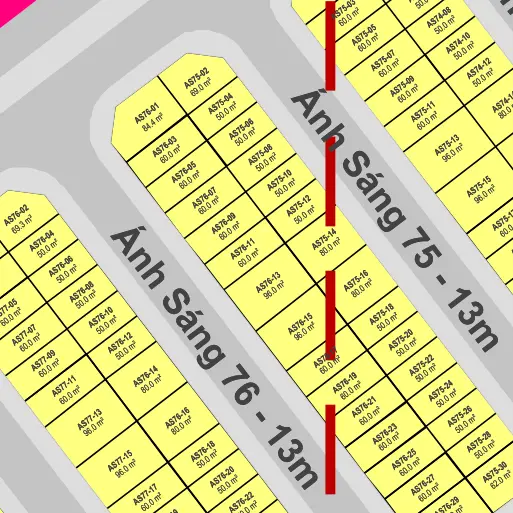 AS76-01
84.4 m²
AS75-02
69.0 m²
AS76-03
60.0 m²
AS75-04
50.0 m²
AS76-05
60.0 m²
AS75-06
50.0 m²
AS76-07
60.0 m²
AS75-08
50.0 m²
AS76-09
60.0 m²
AS75-10
50.0 m²
AS76-11
60.0 m²
AS75-12
50.0 m²
AS76-13
96.0 m²
AS75-14
80.0 m²
AS76-15
96.0 m²
AS75-16
80.0 m²
60.0 m²
AS75-18
50.0 m²
AS76-19
60.0 m²
AS75-20
50.0 m²
AS76-21
60.0 m²
AS75-22
50.0 m²
AS76-23
60.0 m²
AS75-24
50.0 m²
AS76-25
60.0 m²
AS75-26
50.0 m²
AS76-27
60.0 m²
AS75-28
50.0 m²
AS76-29
AS75-30
62.0 m²
Ánh Sáng 75 - 13m
Ánh Sáng 76 - 13m
AS76-02
69.3 m²
AS76-04
50.0 m²
AS76-06
50.0 m²
AS76-08
50.0 m²
AS76-10
50.0 m²
AS76-12
50.0 m²
AS76-14
80.0 m²
AS76-16
80.0 m²
AS76-18
50.0 m²
AS76-20
50.0 m²
AS76-22
AS77-07
60.0 m²
AS77-09
60.0 m²
AS77-11
60.0 m²
AS77-13
96.0 m²
AS77-15
96.0 m²
AS77-17
60.0 m²
60.0 m²
AS75-05
60.0 m²
AS75-07
60.0 m²
AS75-09
60.0 m²
AS75-11
60.0 m²
AS75-13
96.0 m²
AS75-15
96.0 m²
AS74-08
50.0 m²
AS74-10
50.0 m²
AS74-12
50.0 m²